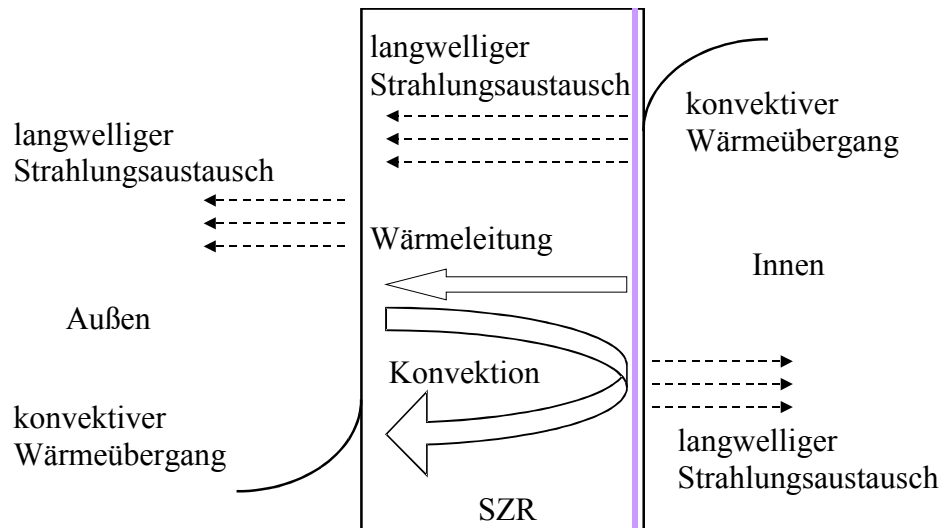 langwelliger
Strahlungsaustausch
konvektiver
Wärmeübergang
langwelliger
Strahlungsaustausch
Wärmeleitung
Innen
Außen
Konvektion
konvektiver
Wärmeübergang
langwelliger
Strahlungsaustausch
SZR